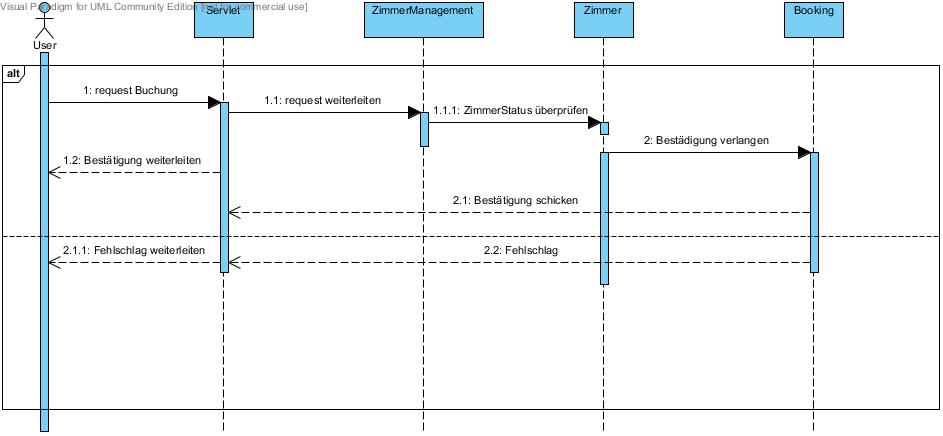 Visual Paradigm for UML Community Edition [not for commercial use]
Servlet
ZimmerManagement
Zimmer
Booking
User
alt
1: request Buchung
1.1: request weiterleiten
1.1.1: ZimmerStatus überprüfen
2: Bestädigung verlangen
1.2: Bestätigung weiterleiten
2.1: Bestätigung schicken
2.1.1: Fehlschlag weiterleiten
2.2: Fehlschlag